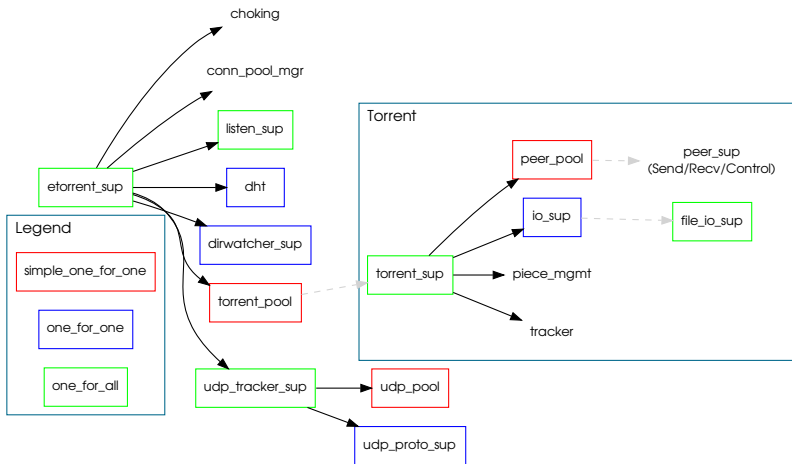 choking
conn_pool_mgr
listen_sup
etorrent_sup
dht
dirwatcher_sup
torrent_pool
udp_tracker_sup
udp_pool
udp_proto_sup
Legend
simple_one_for_one
one_for_one
one_for_all
Torrent
peer_pool
peer_sup
(Send/Recv/Control)
io_sup
file_io_sup
torrent_sup
piece_mgmt
tracker